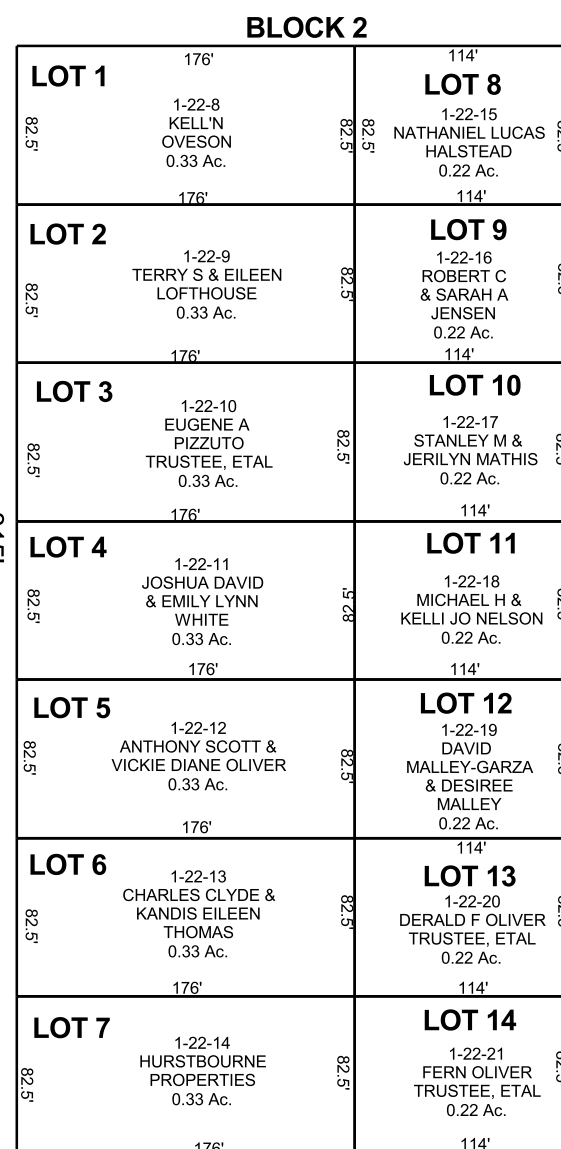 BLOCK 2
176'
LOT 1
1-22-8
KELL'N
OVESON
0.33 Ac.
82.5'
82.5'
176'
114'
LOT 8
82.5'
1-22-15
NATHANIEL LUCAS
HALSTEAD
0.22 Ac.
114'
LOT 2
1-22-9
TERRY S & EILEEN
LOFTHOUSE
0.33 Ac.
82.5'
82.5'
176'
LOT 9
1-22-16
ROBERT C
& SARAH A
JENSEN
0.22 Ac.
114'
LOT 3
1-22-10
EUGENE A
PIZZUTO
TRUSTEE, ETAL
0.33 Ac.
82.5'
82.5'
176'
LOT 10
1-22-17
STANLEY M &
JERILYN MATHIS
0.22 Ac.
114'
LOT 4
1-22-11
JOSHUA DAVID
& EMILY LYNN
WHITE
0.33 Ac.
82.5'
82.5'
176'
LOT 11
1-22-18
MICHAEL H &
KELLI JO NELSON
0.22 Ac.
114'
LOT 5
1-22-12
ANTHONY SCOTT &
VICKIE DIANE OLIVER
0.33 Ac.
82.5'
82.5'
176'
LOT 12
1-22-19
DAVID
MALLEY-GARZA
& DESIREE
MALLEY
0.22 Ac.
114'
LOT 6
1-22-13
CHARLES CLYDE &
KANDIS EILEEN
THOMAS
0.33 Ac.
82.5'
82.5'
176'
LOT 13
1-22-20
DERALD F OLIVER
TRUSTEE, ETAL
0.22 Ac.
114'
LOT 7
1-22-14
HURSTBOURNE
PROPERTIES
0.33 Ac.
82.5'
82.5'
176'
LOT 14
1-22-21
FERN OLIVER
TRUSTEE, ETAL
0.22 Ac.
114'